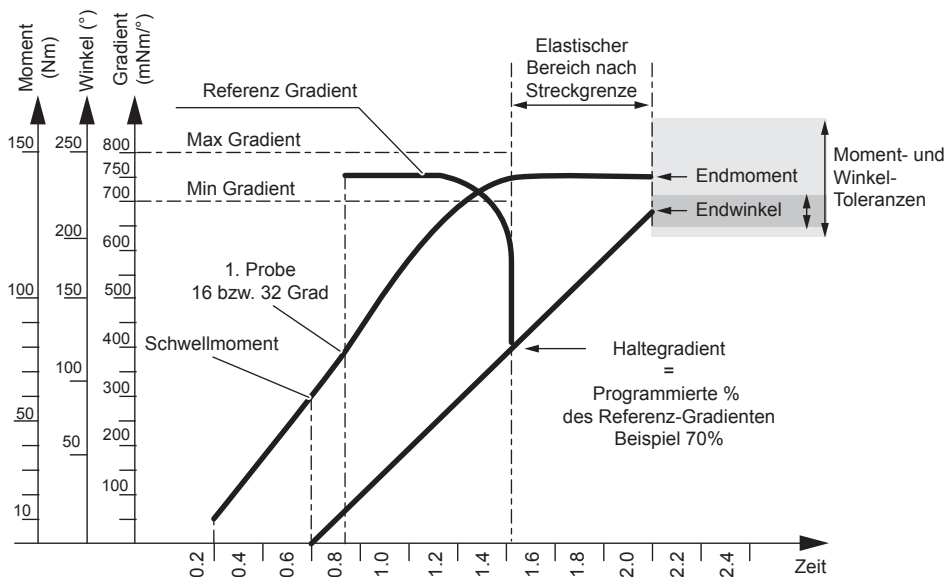 Moment
(Nm)
Winkel (°)
Gradient
(mNm/°)
Elastischer
Bereich nach
Streckgrenze
Referenz Gradient
Max Gradient
Min Gradient
150
100
50
10
250
200
150
100
50
800
750
700
600
500
400
300
200
100
Endmoment
Endwinkel
Moment- und
Winkel-
Toleranzen
1. Probe
16 bzw. 32 Grad
Schwellmoment
Haltegradient
=
Programmierte %
des Referenz-Gradienten
Beispiel 70%
0.2
0.4
0.6
0.8
1.0
1.2
1.4
1.6
1.8
2.0
2.2
2.4
Zeit